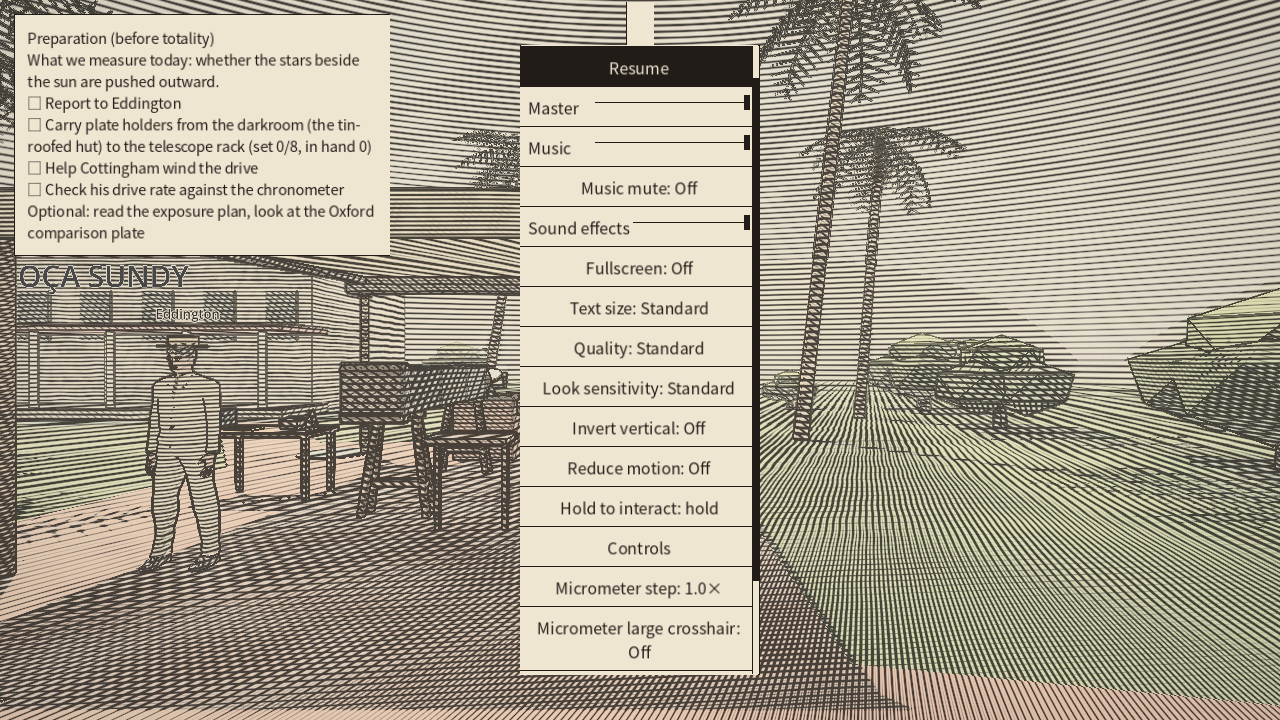 Preparation (before totality)
What we measure today: whether the stars beside
the sun are pushed outward.
☐ Report to Eddington
☐ Carry plate holders from the darkroom (the tin-
roofed hut) to the telescope rack (set 0/8, in hand 0)
☐ Help Cottingham wind the drive
☐ Check his drive rate against the chronometer
Optional: read the exposure plan, look at the Oxford
comparison plate
OÇA SUNDY
Eddington
Resume
Master
Music
Music mute: Off
Sound effects
Fullscreen: Off
Text size: Standard
Quality: Standard
Look sensitivity: Standard
Invert vertical: Off
Reduce motion: Off
Hold to interact: hold
Controls
Micrometer step: 1.0×
Micrometer large crosshair:
Off